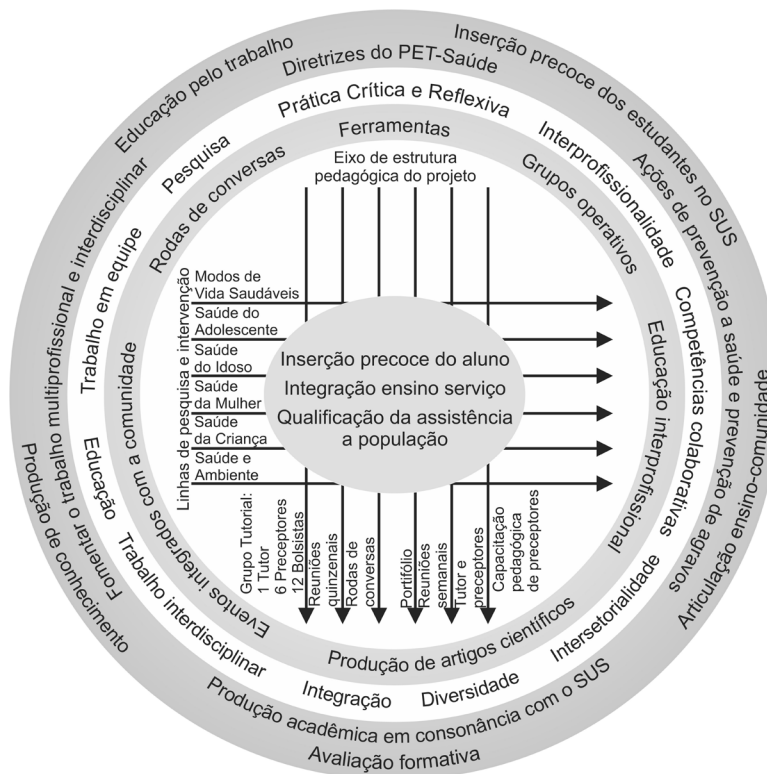 Diretrizes do PET-Saúde
Inserção precoce dos estudantes no SUS
Ações de prevenção a saúde e prevenção de agravos
Articulação ensino-comunidade
Produção acadêmica em consonância com o SUS
Avaliação formativa
Produção de conhecimento
Fomentar o trabalho multiprofissional e interdisciplinar
Educação pelo trabalho
Prática Crítica e Reflexiva
Interprofissionalidade
Competências colaborativas
Intersetorialidade
Diversidade
Integração
Trabalho interdisciplinar
Educação
Trabalho em equipe
Pesquisa
Ferramentas
Grupos operativos
Educação interprofissional
Produção de artigos científicos
Eventos integrados com a comunidade
Rodas de conversas
Eixo de estrutura
pedagógica do projeto
Linhas de pesquisa e intervenção
Modos de
Vida Saudáveis
Saúde do
Adolescente
Saúde
do Idoso
Saúde
da Mulher
Saúde
da Criança
Saúde e
Ambiente
Inserção precoce do aluno
Integração ensino serviço
Qualificação da assistência
a população
Grupo Tutorial:
1 Tutor
6 Preceptores
12 Bolsistas
Reuniões
quinzenais
Rodas de
conversas
Portifólio
Reuniões
semanais
Tutor e
preceptores
Capacitação
pedagógica
de preceptores